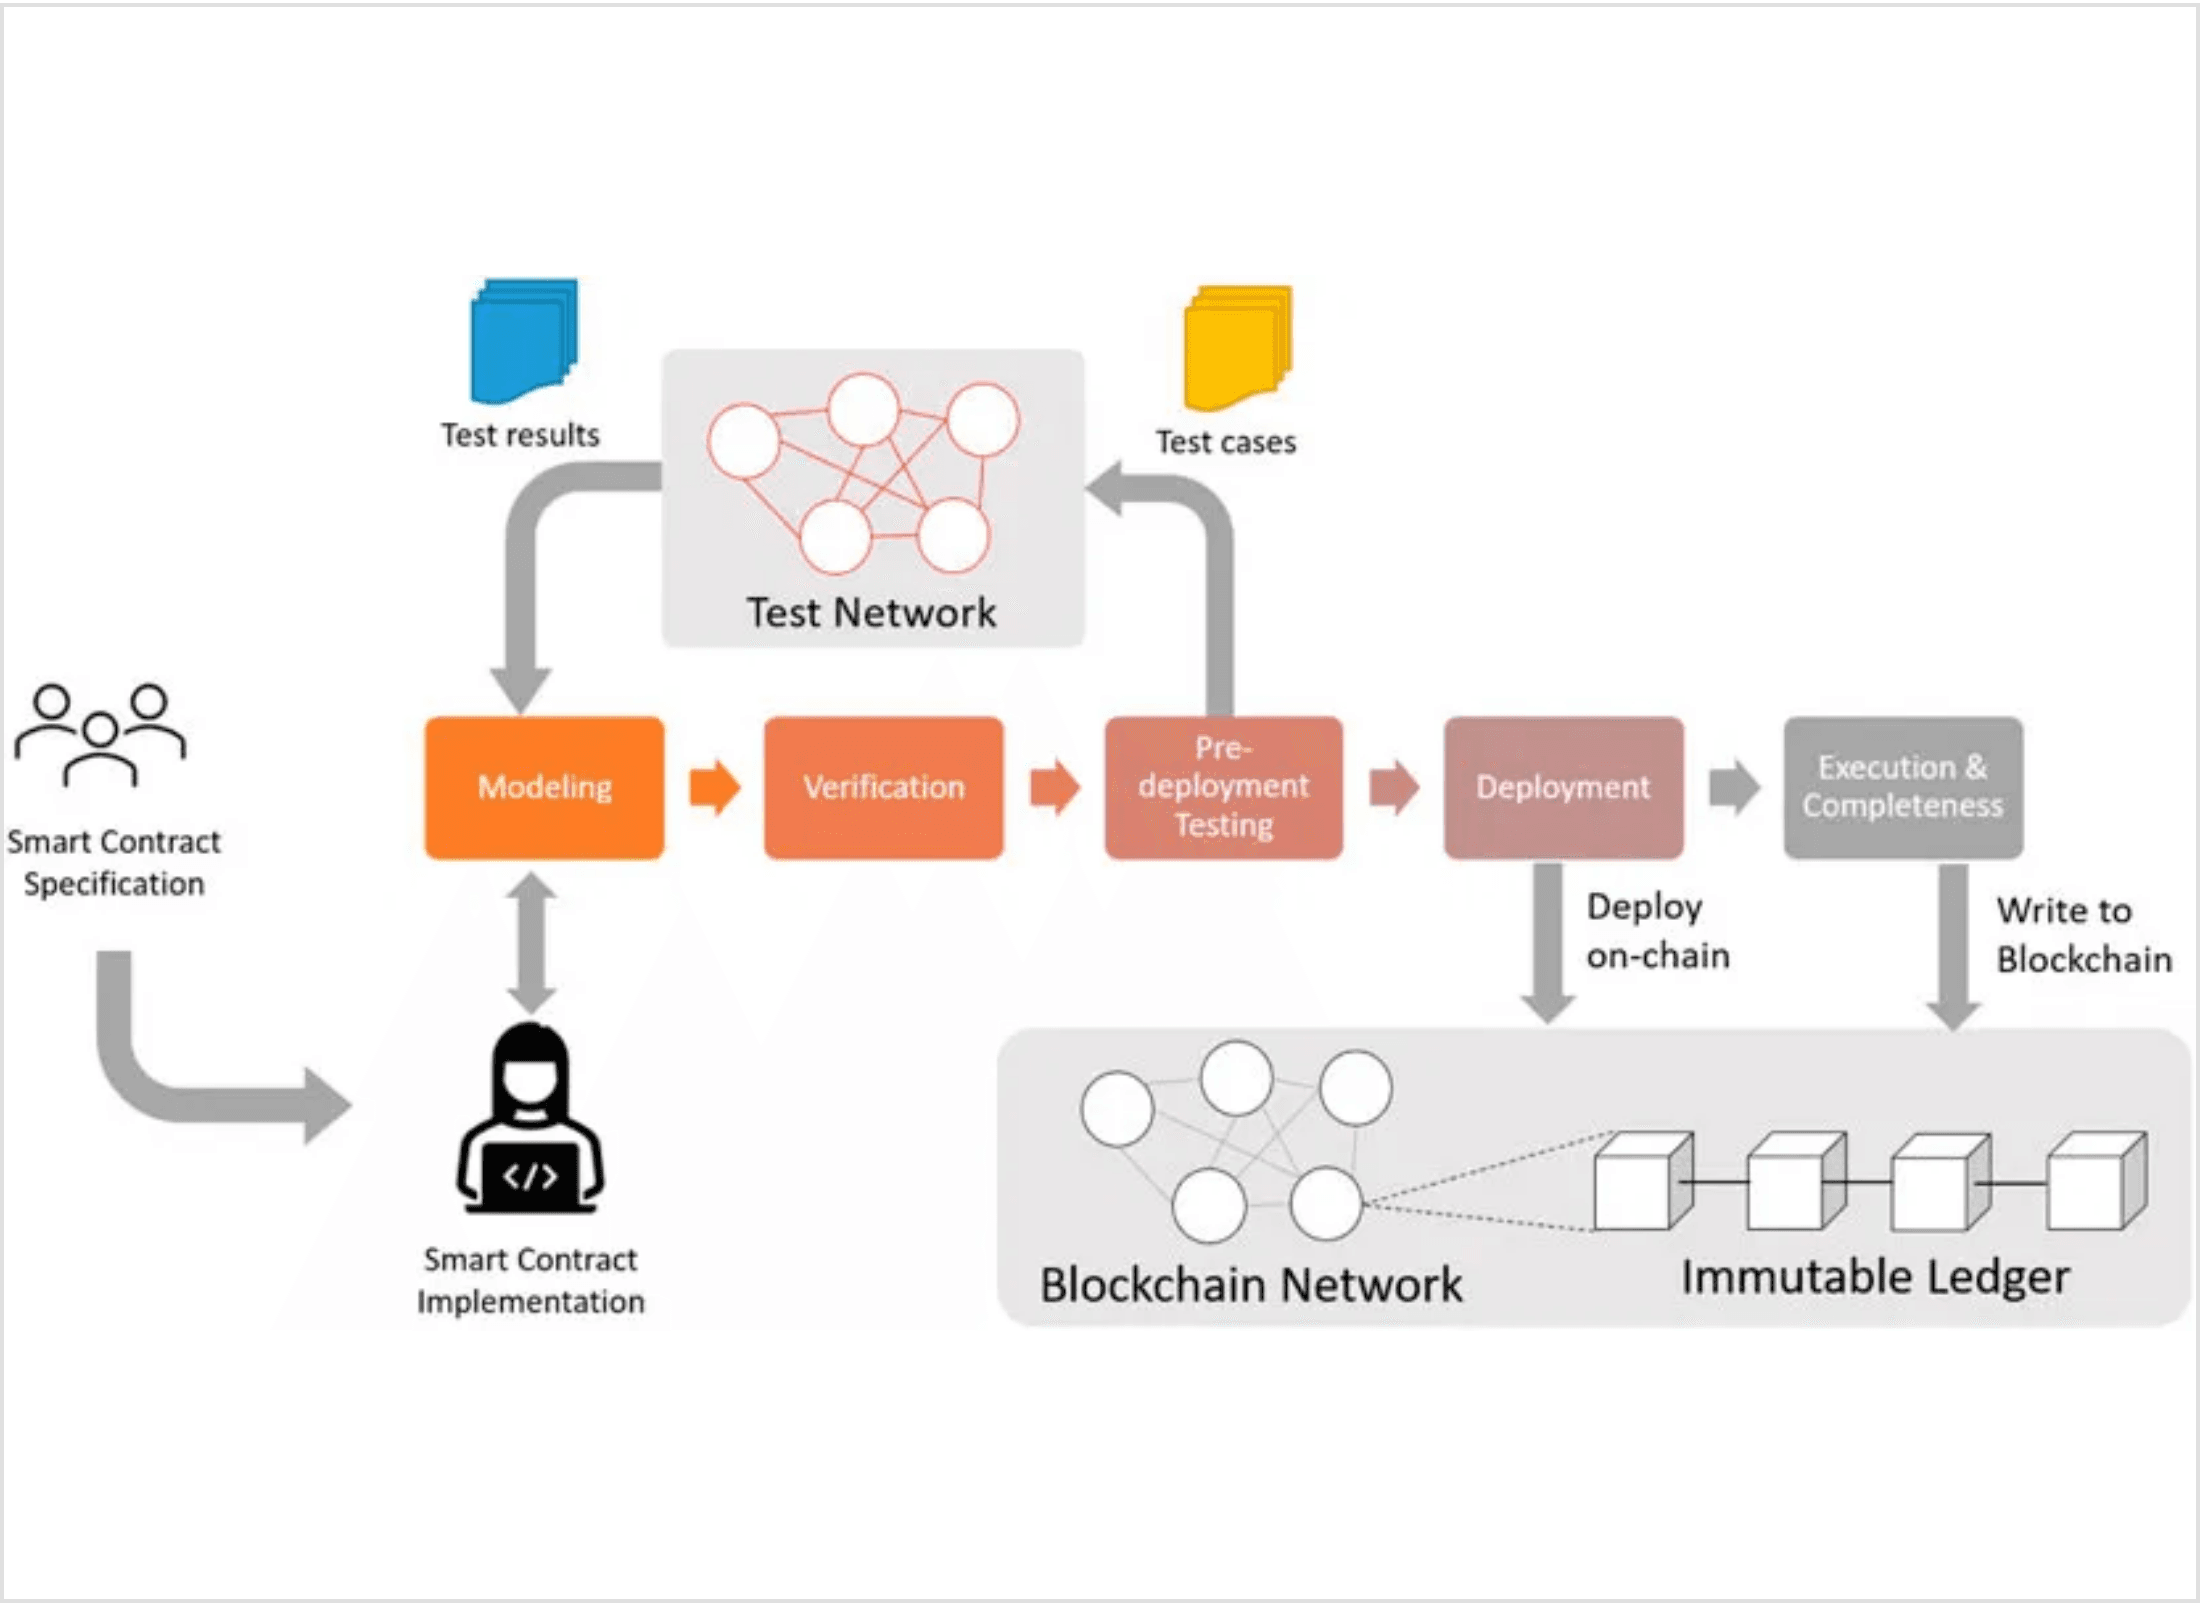 Test results
Test cases
Test Network
Smart Contract
Specification
Modeling
Verification
Pre-
deployment
Testing
Deployment
Execution &
Completeness
Deploy
on-chain
Write to
Blockchain
</>
Smart Contract
Implementation
Blockchain Network
Immutable Ledger